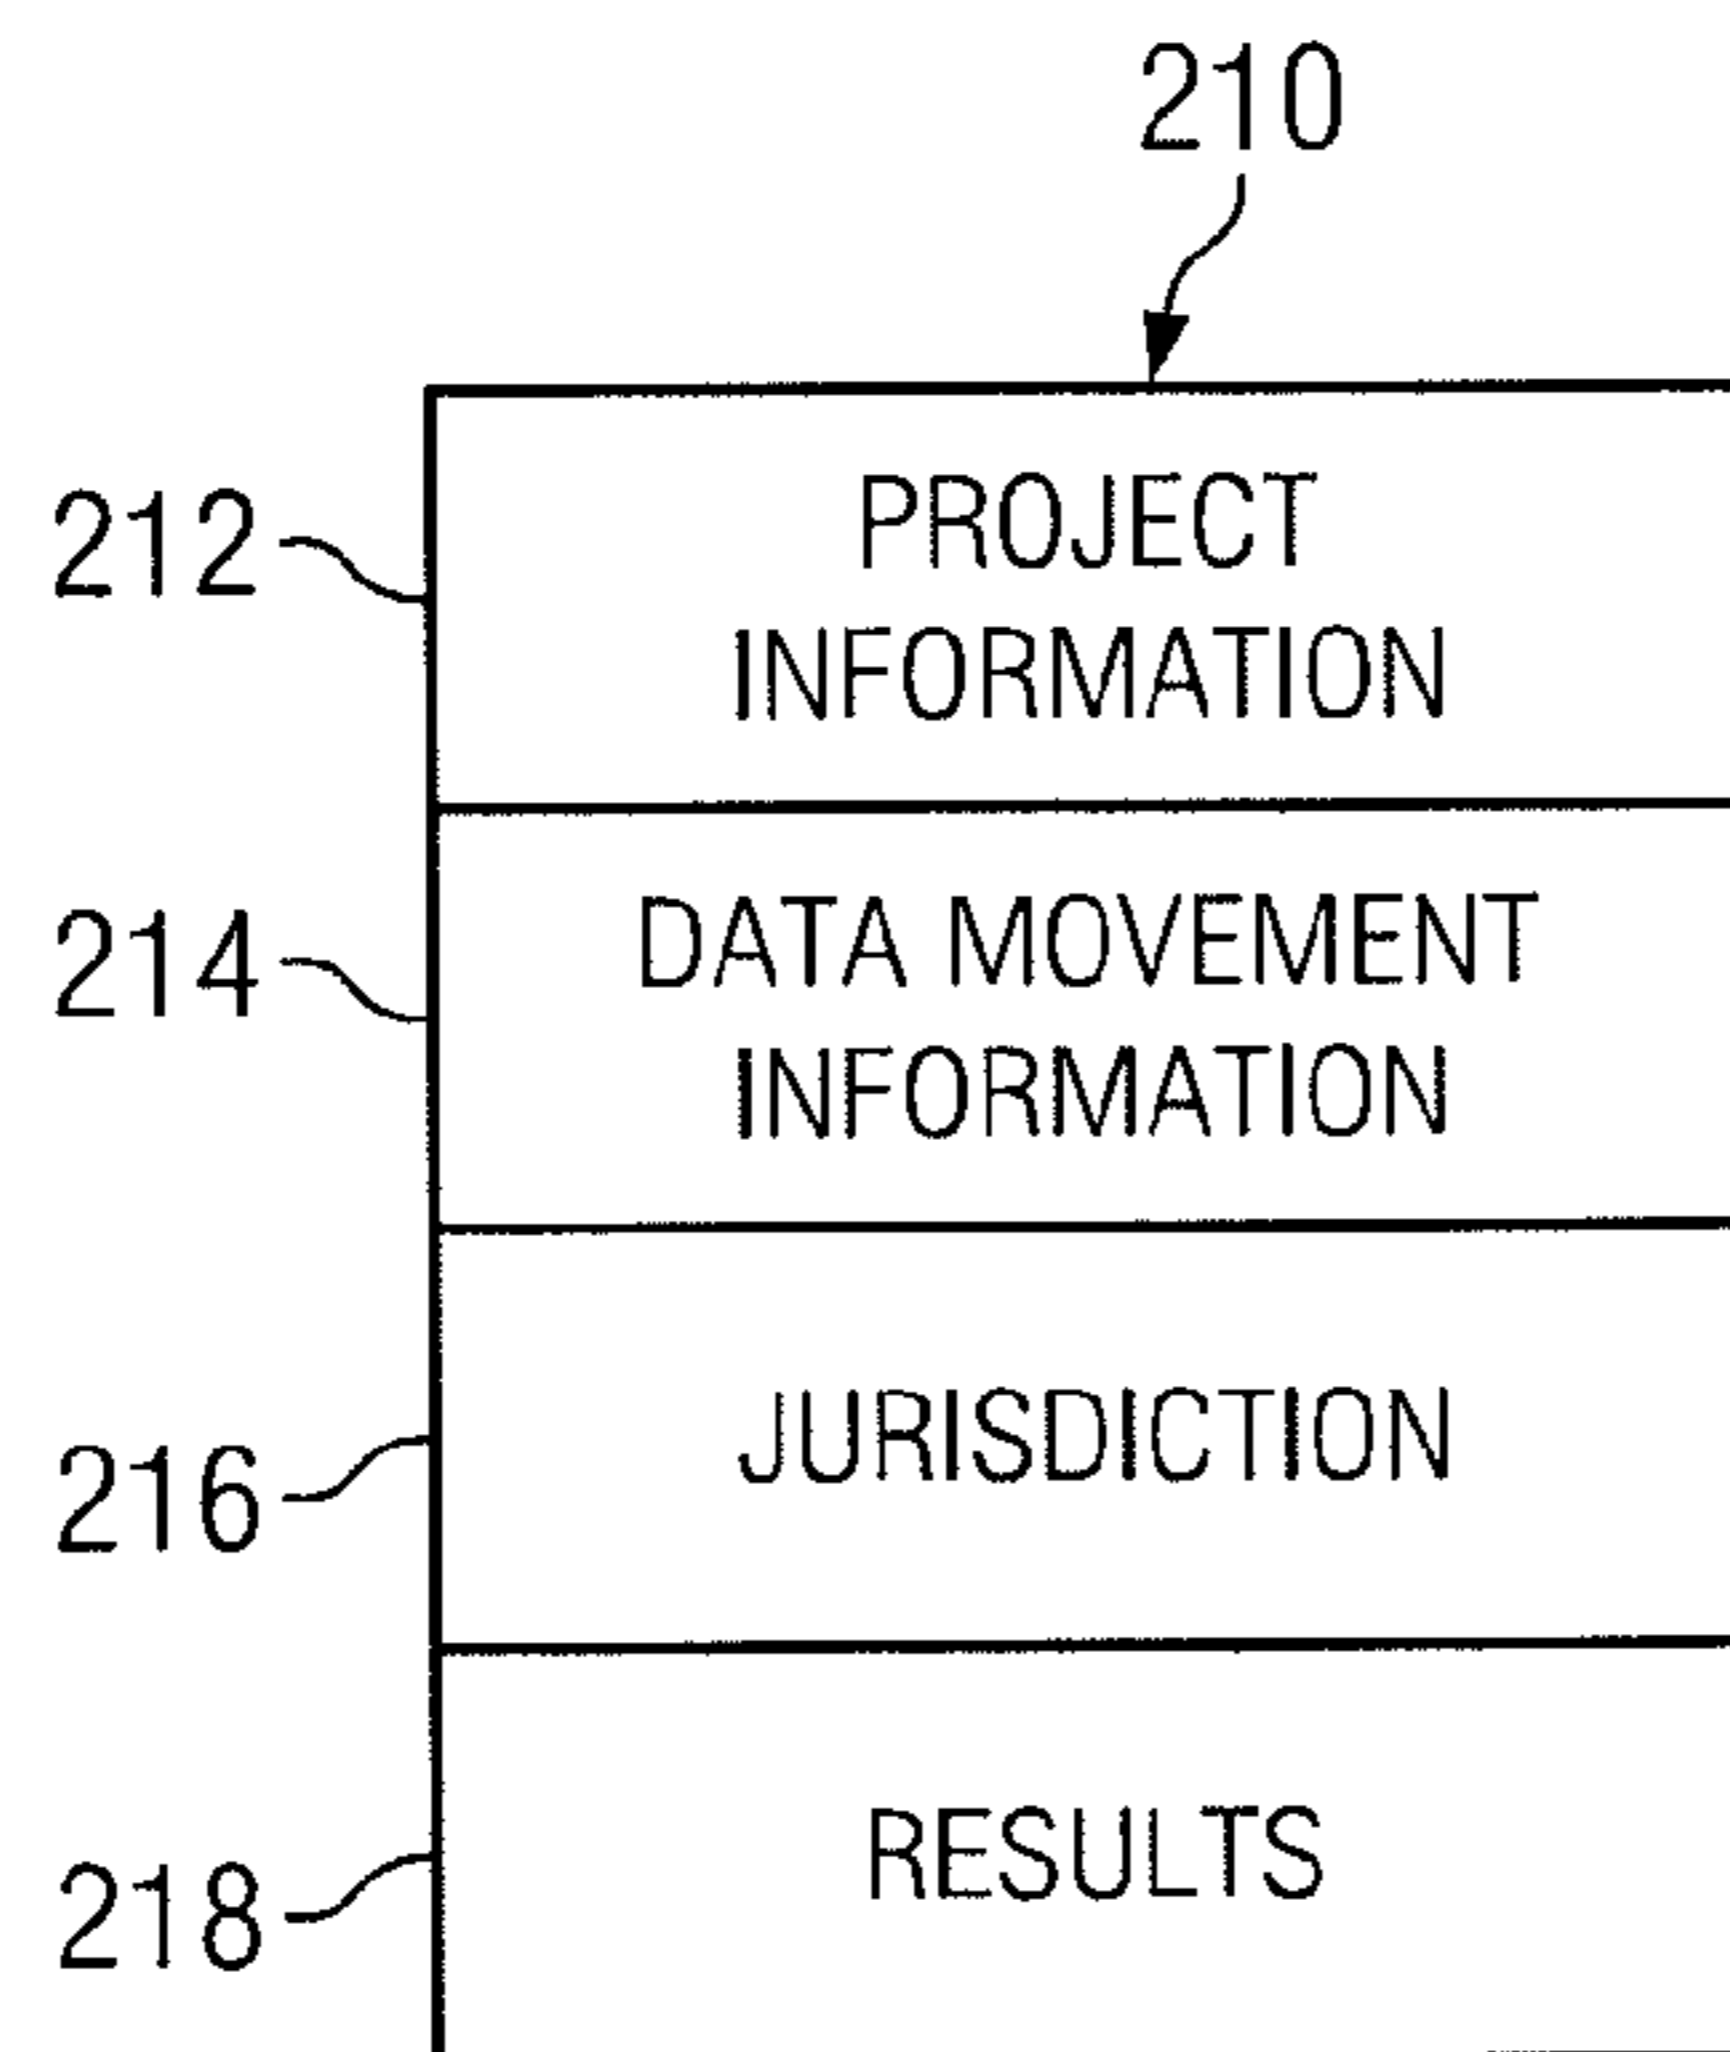 210
212
PROJECT
INFORMATION
214
DATA MOVEMENT
INFORMATION
216
JURISDICTION
218
RESULTS